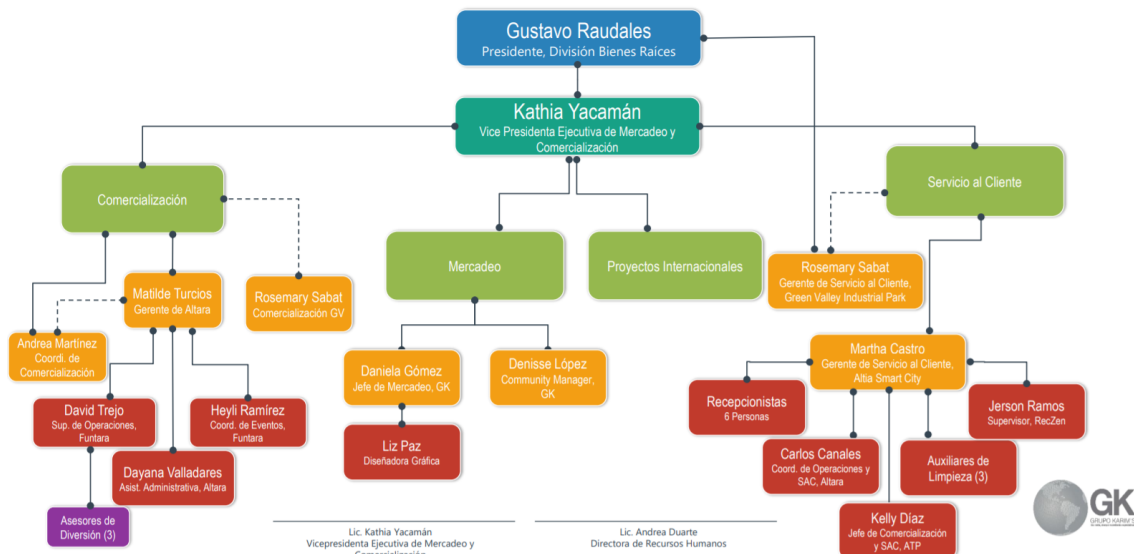 Gustavo Raudales
Presidente, División Bienes Raíces
Kathia Yacamán
Vice Presidenta Ejecutiva de Mercadeo y
Comercialización
Comercialización
Servicio al Cliente
Mercadeo
Proyectos Internacionales
Matilde Turcios
Gerente de Altara
Rosemary Sabat
Comercialización GV
Rosemary Sabat
Gerente de Servicio al Cliente,
Green Valley Industrial Park
Andrea Martínez
Coordi. de
Comercialización
Daniela Gómez
Jefe de Mercadeo, GK
Denisse López
Community Manager,
GK
Martha Castro
Gerente de Servicio al Cliente,
Altia Smart City
David Trejo
Sup. de Operaciones,
Funtara
Heyli Ramírez
Coord. de Eventos,
Funtara
Liz Paz
Diseñadora Gráfica
Recepcionistas
6 Personas
Jerson Ramos
Supervisor, RecZen
Dayana Valladares
Asist. Administrativa, Altara
Carlos Canales
Coord. de Operaciones y
SAC, Altara
Auxiliares de
Limpieza (3)
Asesores de
Diversión (3)
Kelly Díaz
Jefe de Comercialización
y SAC, ATP
Lic. Kathia Yacamán
Vicepresidenta Ejecutiva de Mercadeo y
Comercialización
Lic. Andrea Duarte
Directora de Recursos Humanos
GK
GRUPO KARIM'S